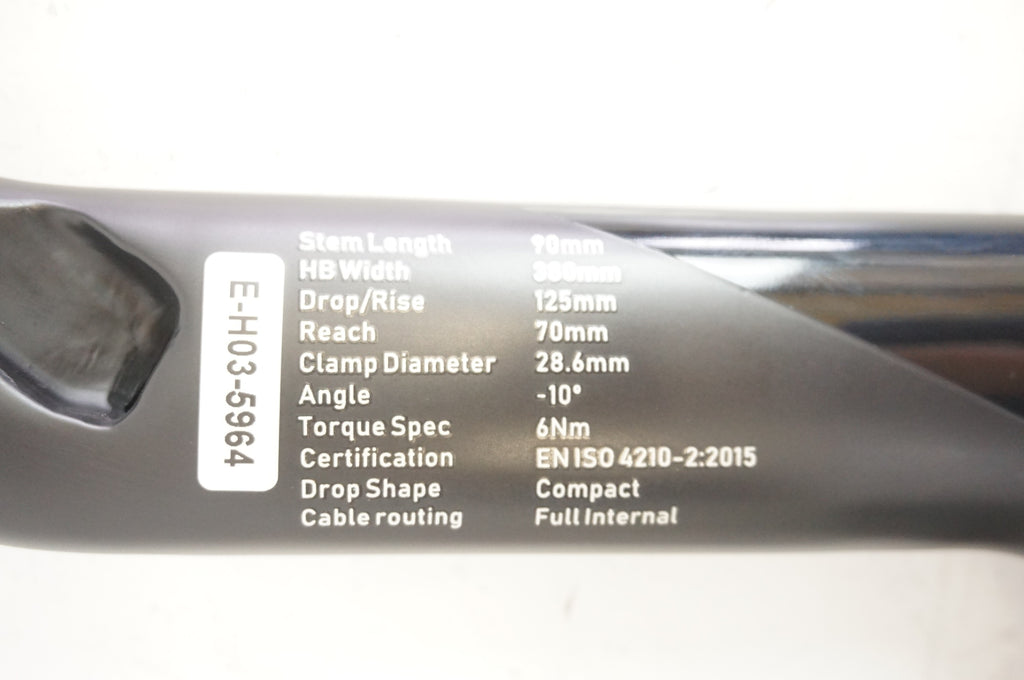 E-H03-5964
Stem Length 90mm
HB Width
Drop/Rise 125mm
Reach 70mm
Clamp Diameter 28.6mm
Angle -10°
Torque Spec 6Nm
Certification EN ISO 4210-2:2015
Drop Shape Compact
Cable routing Full Internal